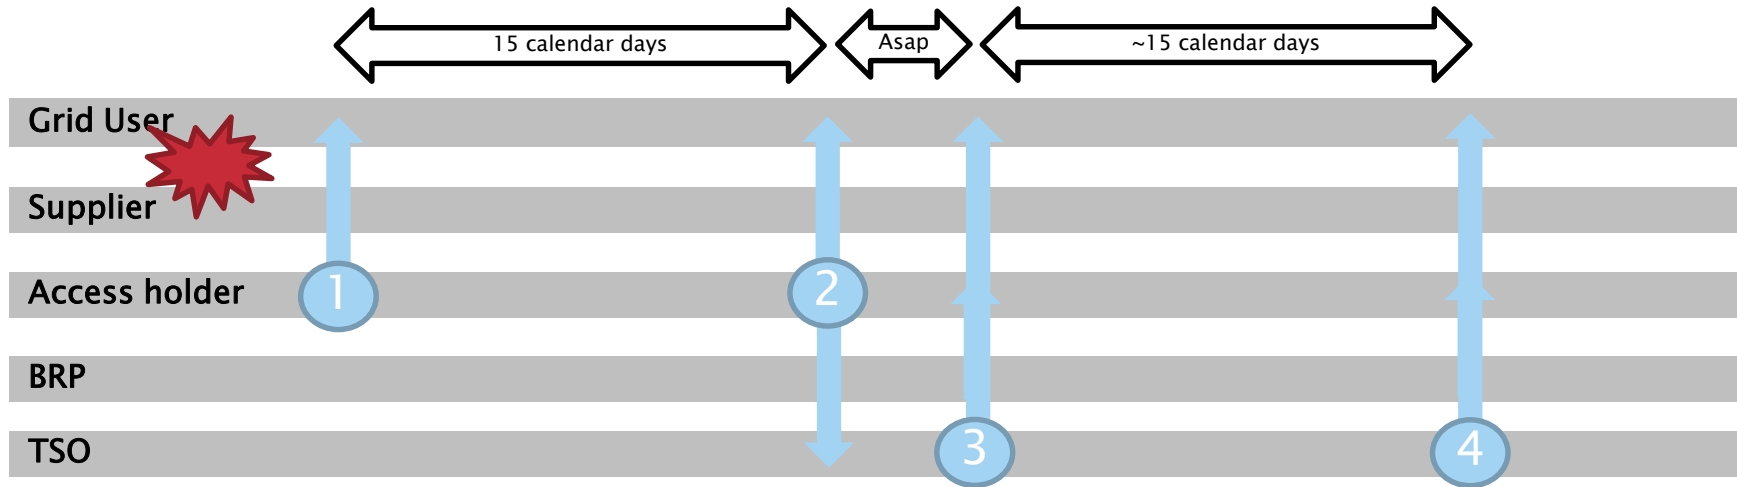 15 calendar days
Asap
~15 calendar days
Grid User
Supplier
Access holder
1
2
BRP
TSO
3
4